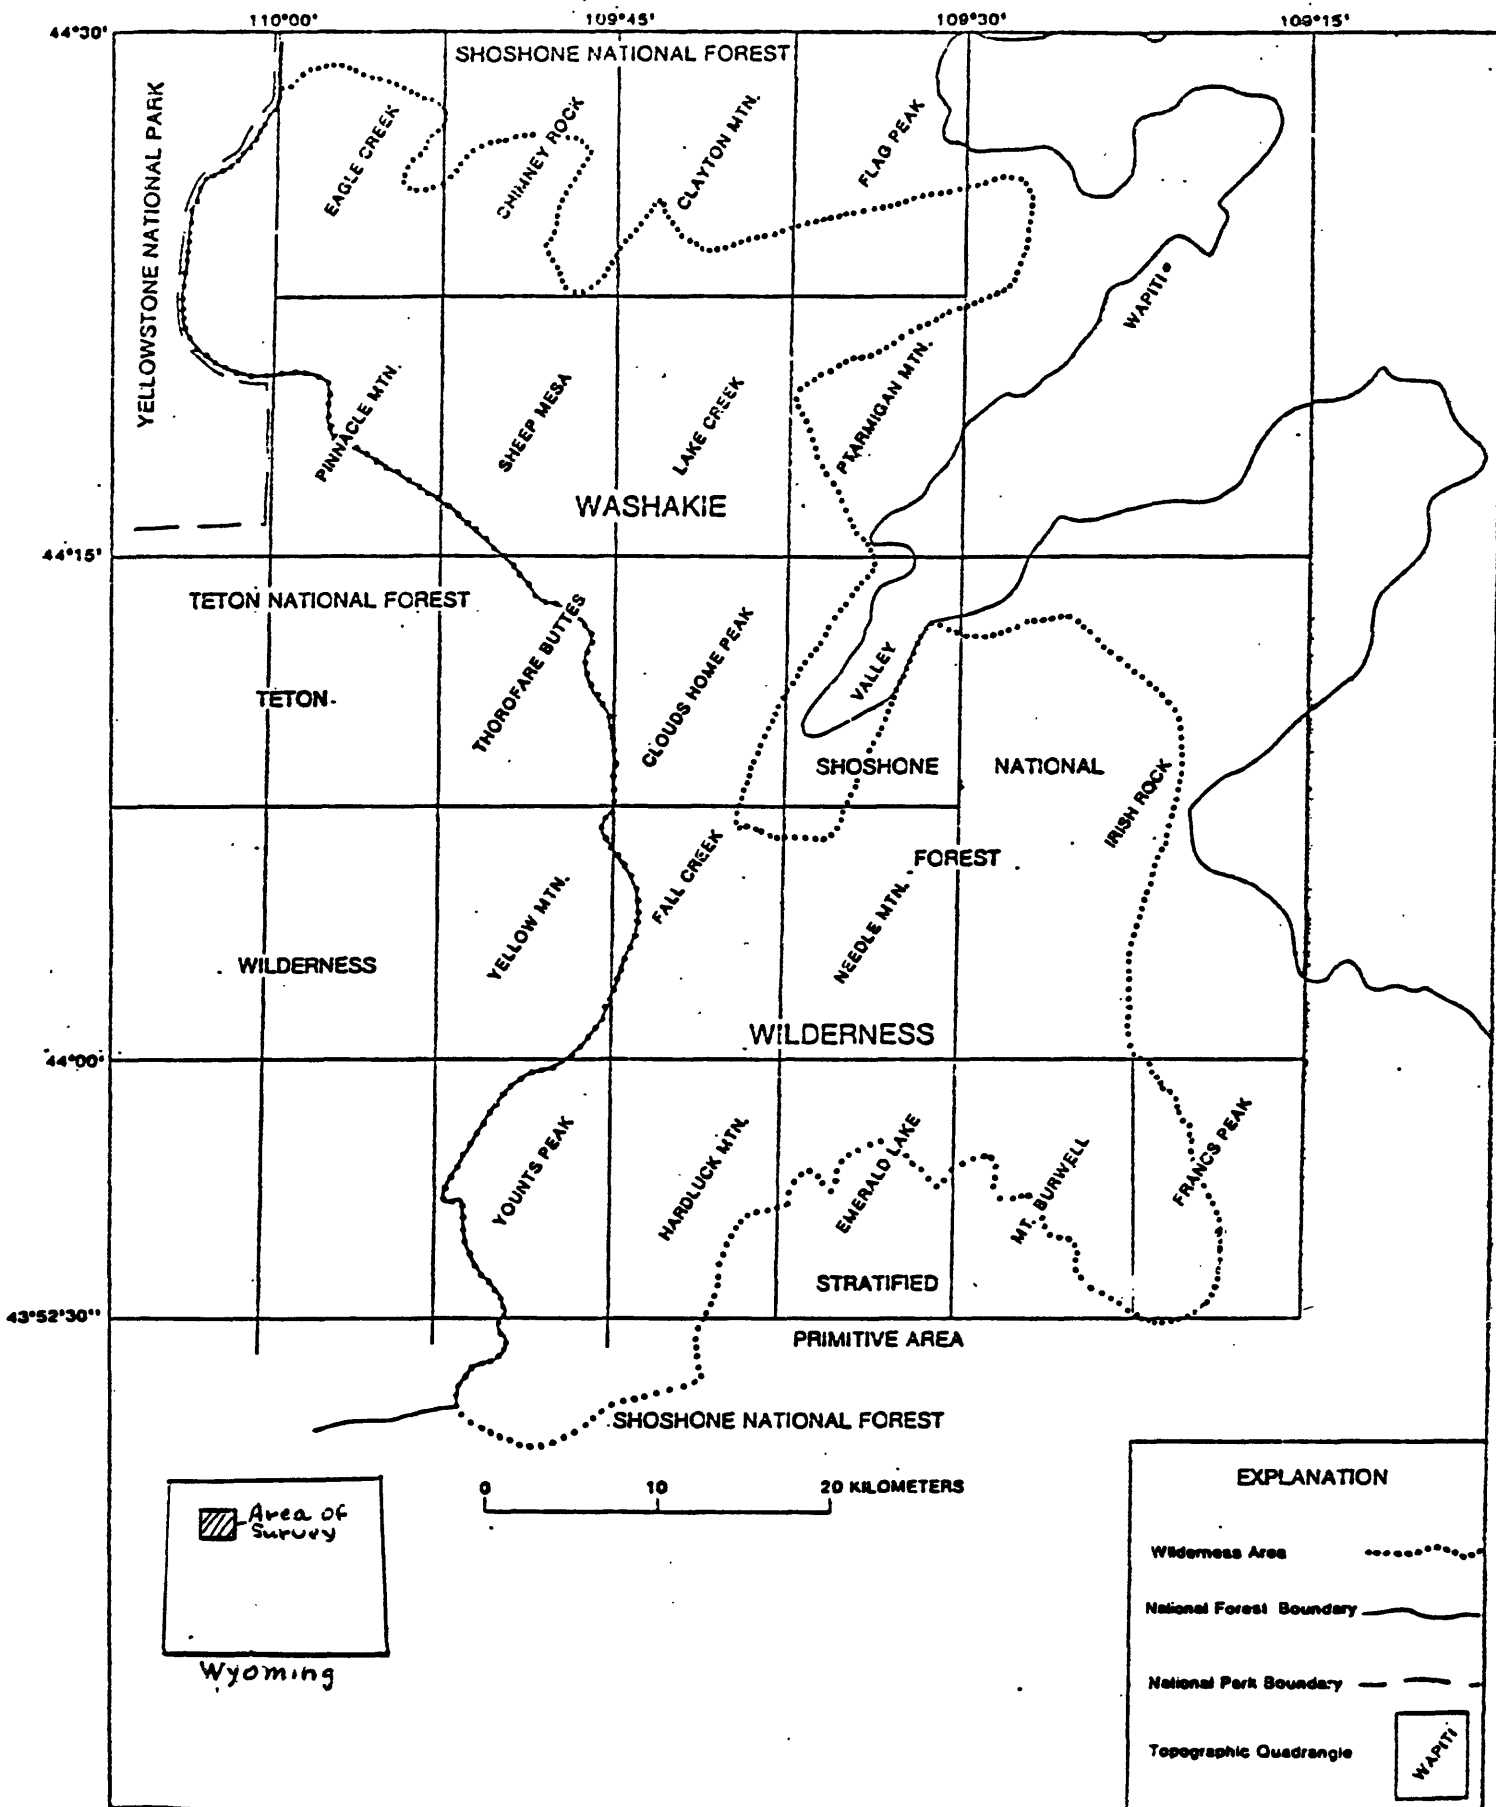 110°00' 109°45' 109°30' 109°15'
44°30'
SHOSHONE NATIONAL FOREST
YELLOWSTONE NATIONAL PARK
EAGLE CREEK
CHIMNEY ROCK
CLAYTON MTN.
FLAG PEAK
WAPITI
PINNACLE MTN.
SHEEP MESA
LAKE CREEK
PTARMIGAN MTN.
WASHAKIE
44°15'
TETON NATIONAL FOREST
TETON
THOROFARE BUTTES
CLOUDS HOME PEAK
VALLEY
SHOSHONE NATIONAL
IRISH ROCK
FOREST
YELLOW MTN.
FALL CREEK
NEEDLE MTN.
WILDERNESS
WILDERNESS
44°00'
YOUNTS PEAK
HARDLUCK MTN.
EMERALD LAKE
MT. BURWELL
FRANCS PEAK
STRATIFIED
43°52'30"
PRIMITIVE AREA
SHOSHONE NATIONAL FOREST
0 10 20 KILOMETERS
Area of
Survey
Wyoming
EXPLANATION
Wilderness Area
National Forest Boundary
National Park Boundary
Topographic Quadrangle
WAPITI